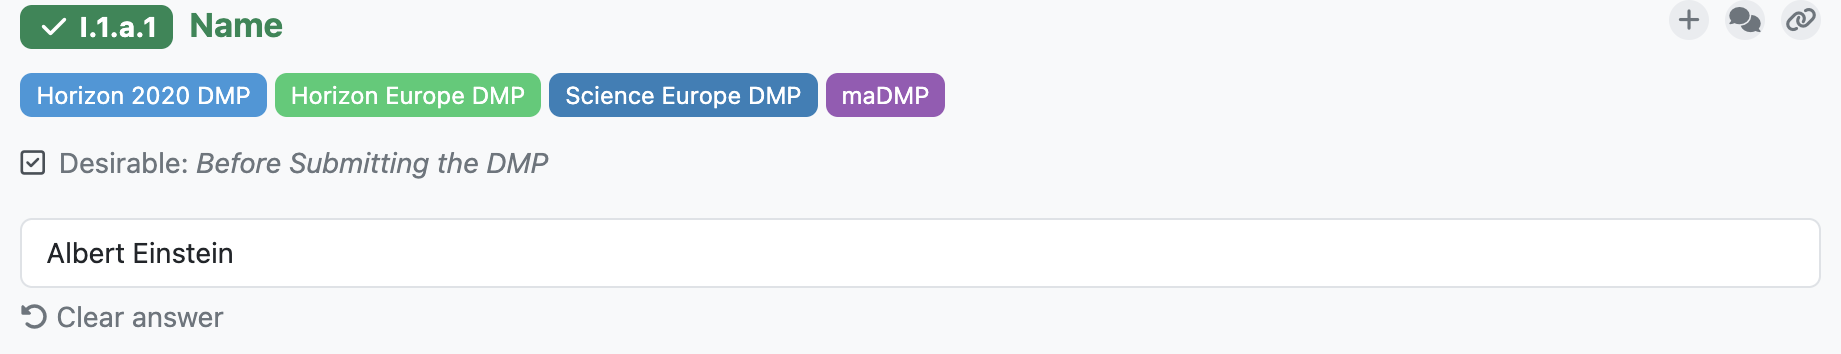 I.1.a.1 Name
Horizon 2020 DMP Horizon Europe DMP Science Europe DMP maDMP
Desirable: Before Submitting the DMP
Albert Einstein
Clear answer